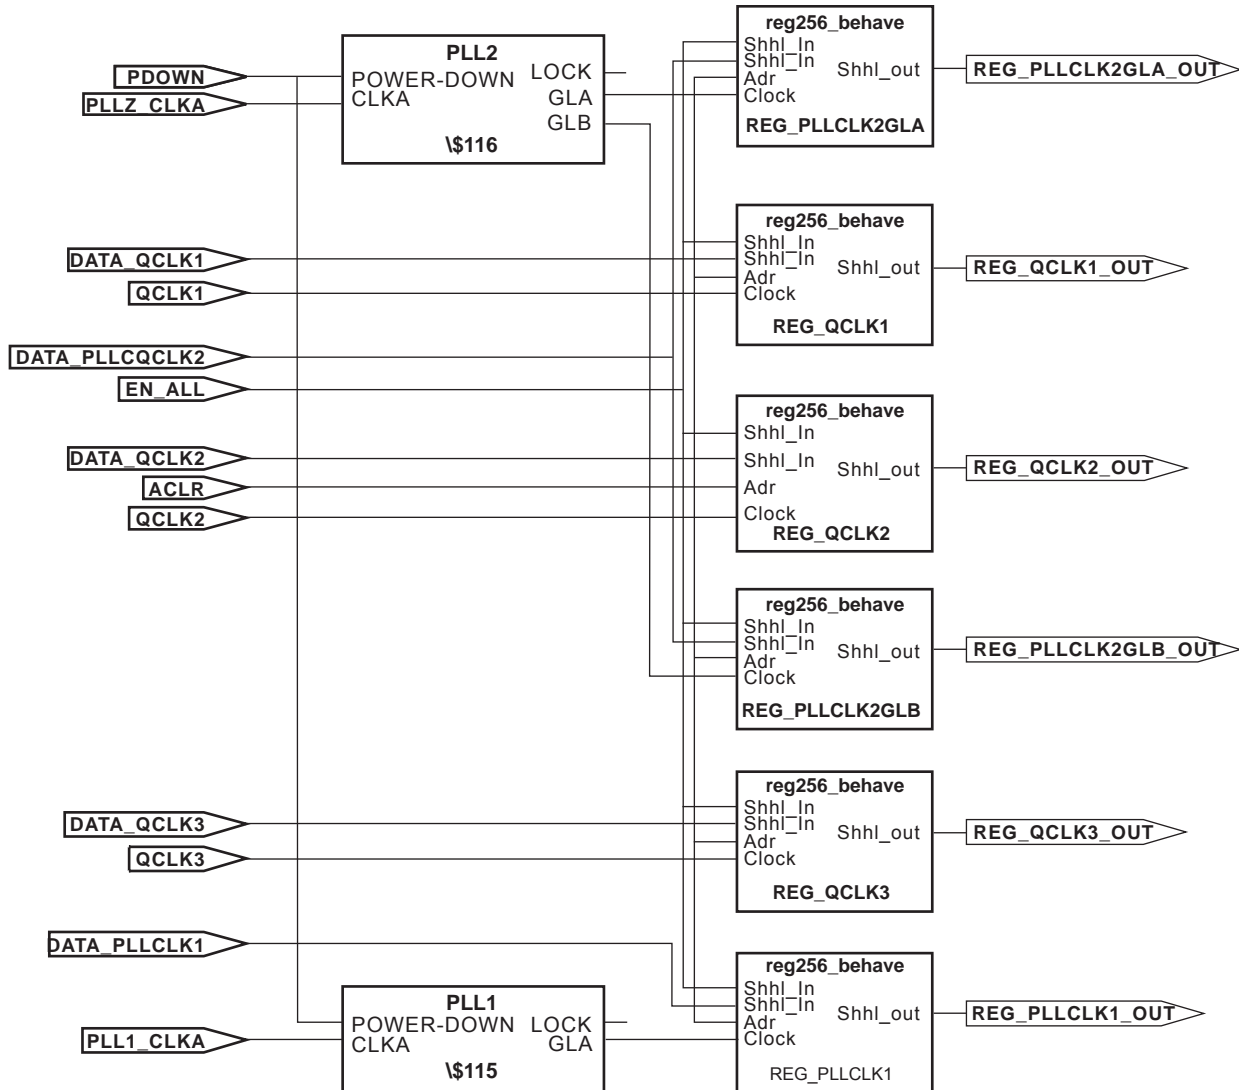 PDOWN
PLLZ_CLKA
PLL2
POWER-DOWN
CLKA
LOCK
GLA
GLB
\$116
reg256_behave
Shhl_In
Shhl_In
Adr
Clock
Shhl_out
REG_PLLCLK2GLA
REG_PLLCLK2GLA_OUT
DATA_QCLK1
QCLK1
reg256_behave
Shhl_In
Shhl_In
Adr
Clock
Shhl_out
REG_QCLK1
REG_QCLK1_OUT
DATA_PLLCQCLK2
EN_ALL
DATA_QCLK2
ACLR
QCLK2
reg256_behave
Shhl_In
Shhl_In
Adr
Clock
Shhl_out
REG_QCLK2
REG_QCLK2_OUT
reg256_behave
Shhl_In
Shhl_In
Adr
Clock
Shhl_out
REG_PLLCLK2GLB
REG_PLLCLK2GLB_OUT
DATA_QCLK3
QCLK3
reg256_behave
Shhl_In
Shhl_In
Adr
Clock
Shhl_out
REG_QCLK3
REG_QCLK3_OUT
DATA_PLLCLK1
PLL1_CLKA
PLL1
POWER-DOWN
CLKA
LOCK
GLA
\$115
reg256_behave
Shhl_In
Shhl_In
Adr
Clock
Shhl_out
REG_PLLCLK1
REG_PLLCLK1_OUT